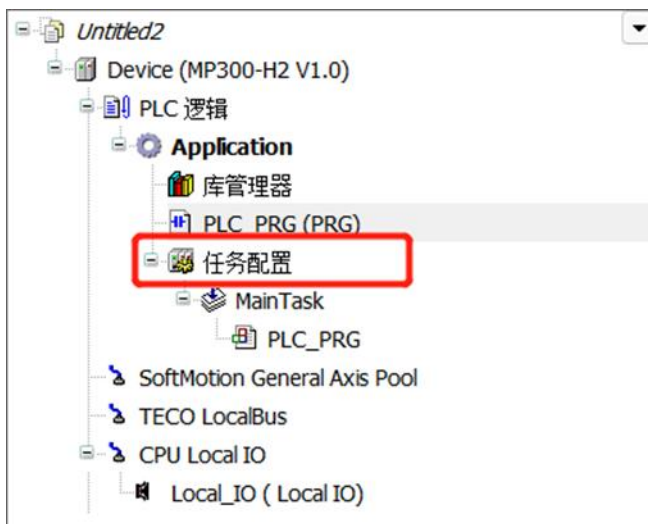 Untitled2
Device (MP300-H2 V1.0)
PLC 逻辑
Application
库管理器
PLC_PRG (PRG)
任务配置
MainTask
PLC_PRG
SoftMotion General Axis Pool
TECO LocalBus
CPU Local IO
Local_IO ( Local IO)